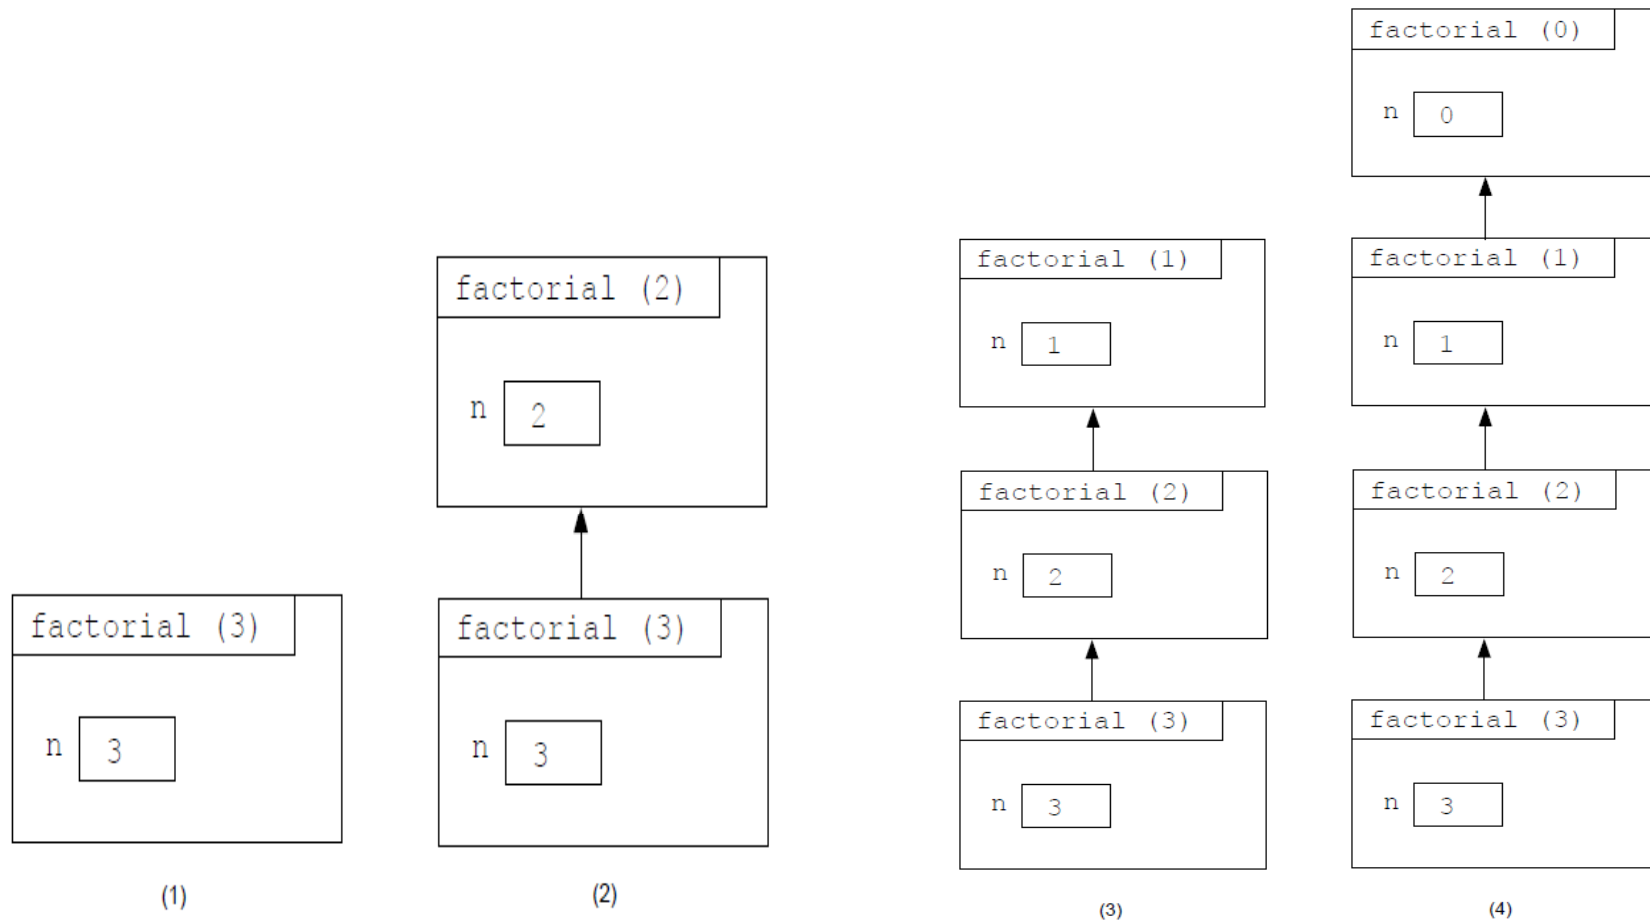 factorial (3)
n 3
(1)
factorial (2)
n 2
factorial (3)
n 3
(2)
factorial (1)
n 1
factorial (2)
n 2
factorial (3)
n 3
(3)
factorial (0)
n 0
factorial (1)
n 1
factorial (2)
n 2
factorial (3)
n 3
(4)